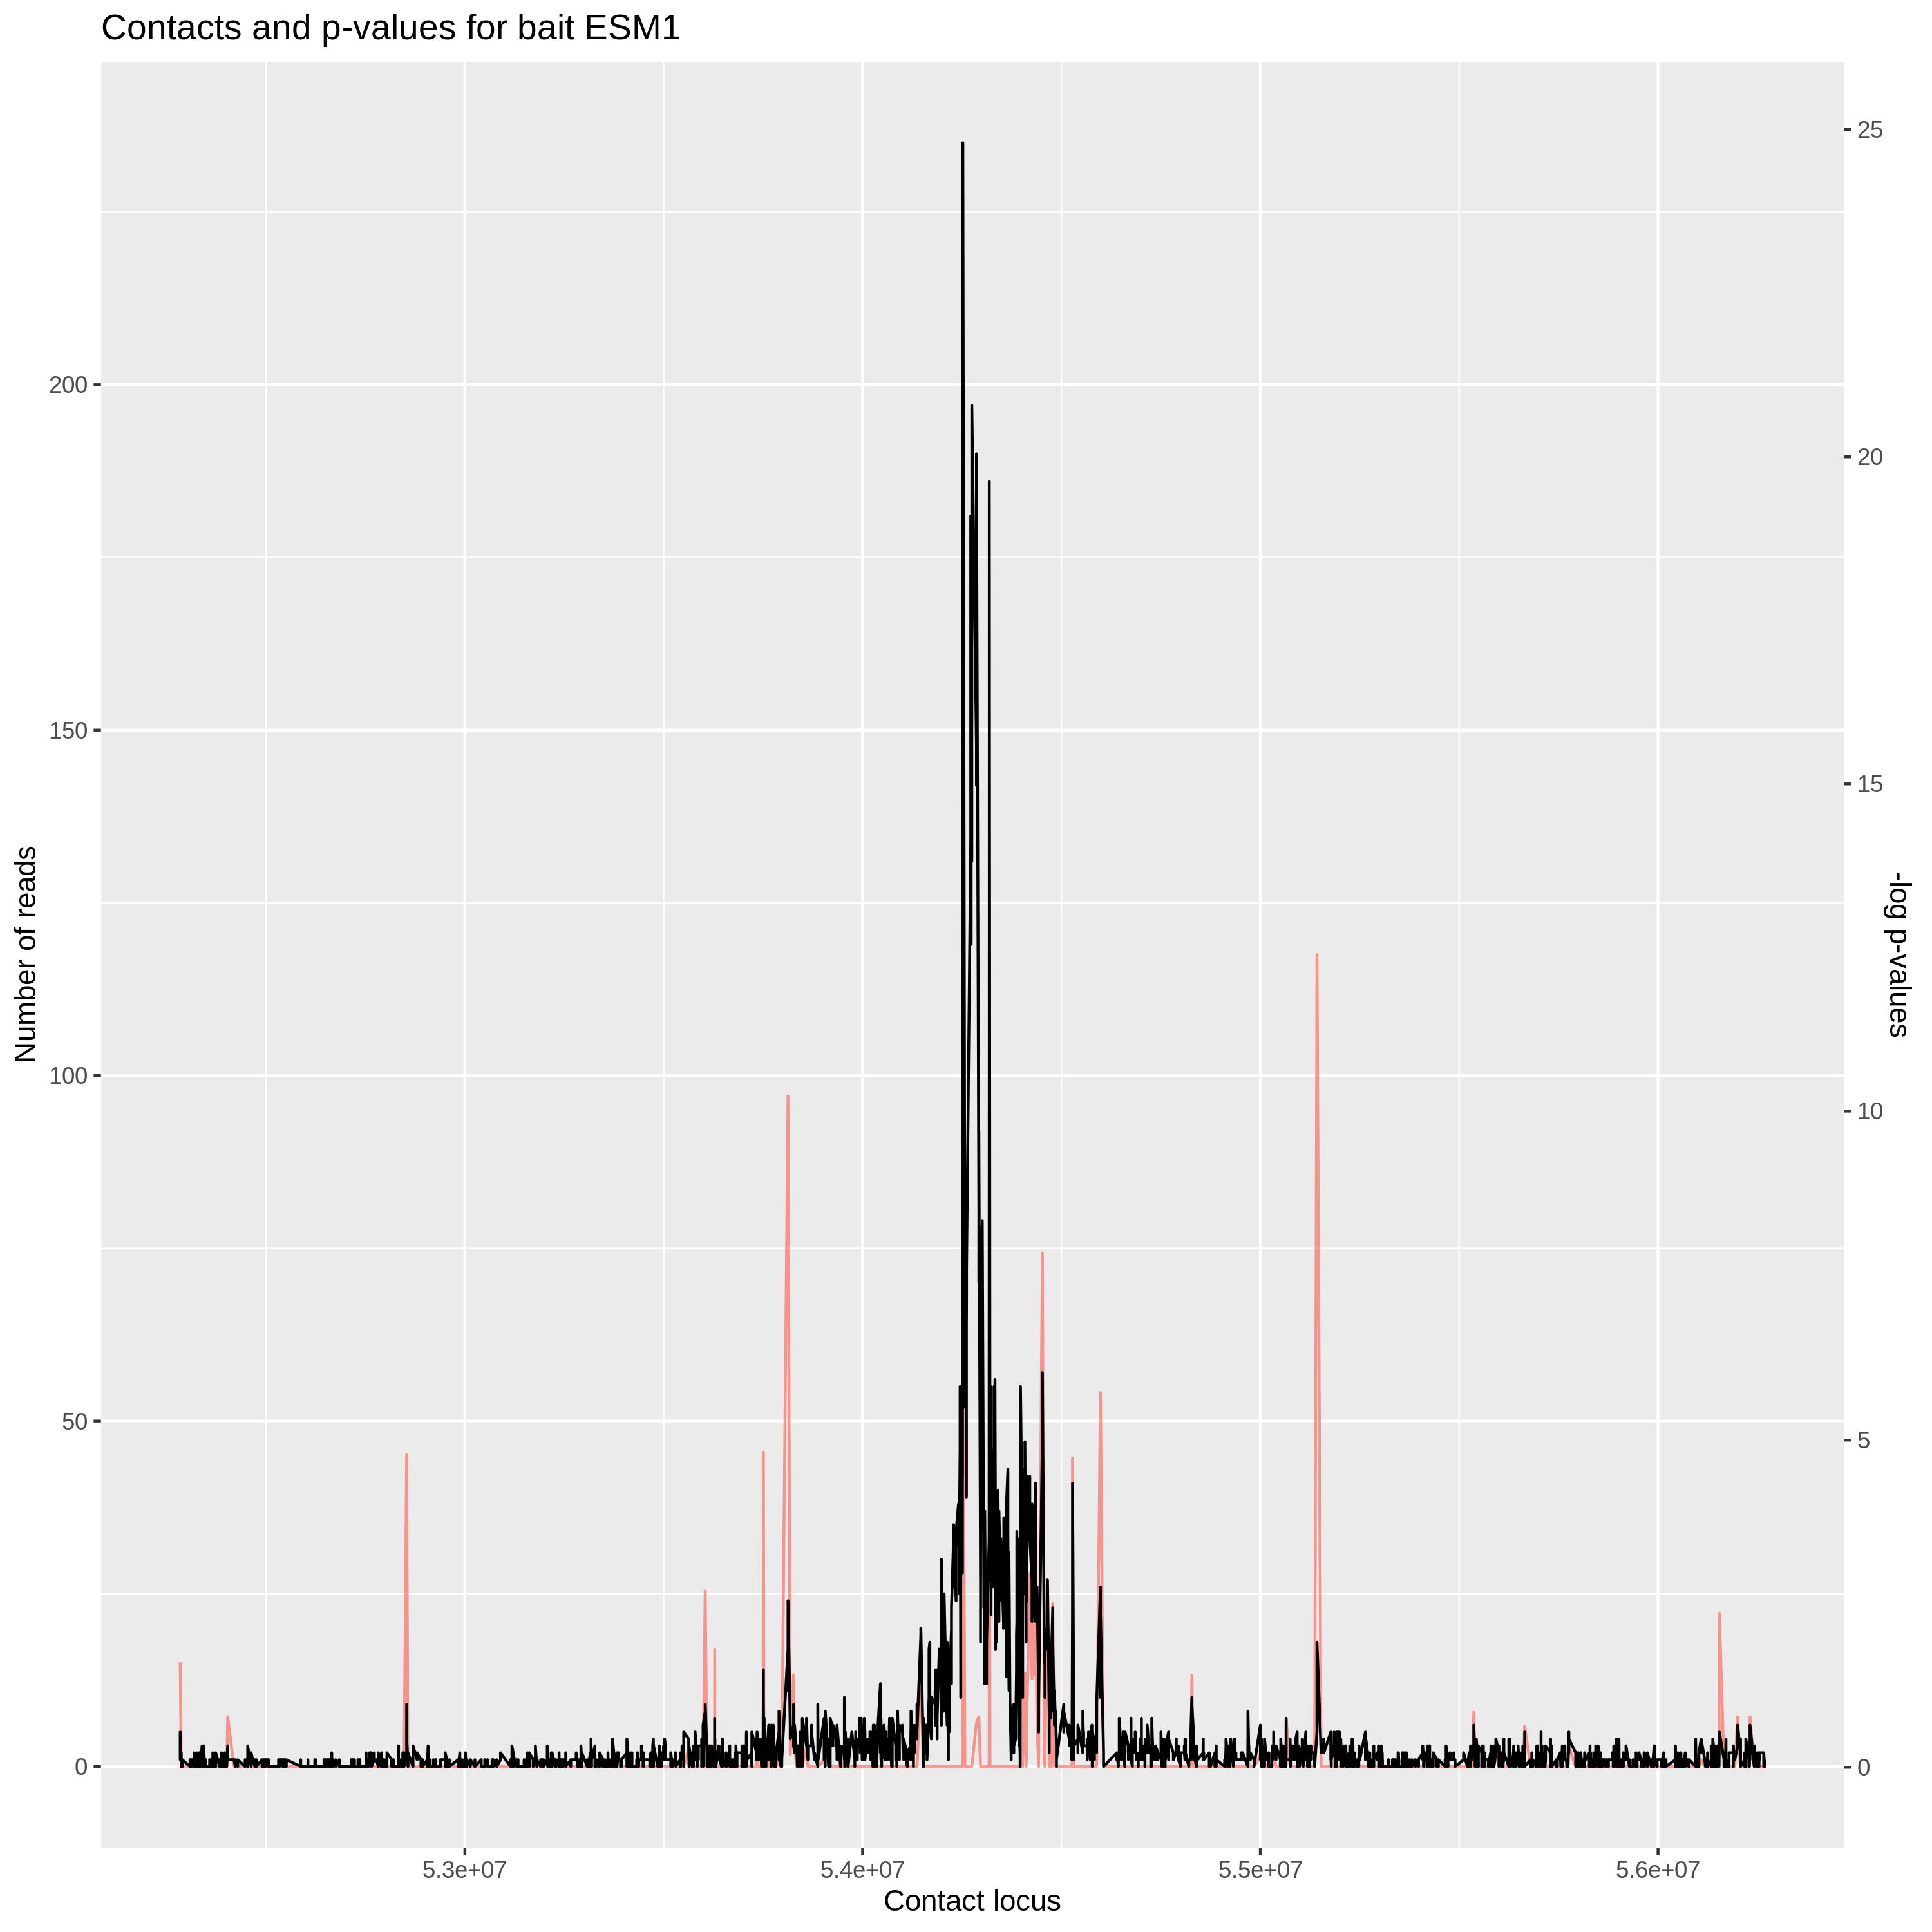 Contacts and p-values for bait ESM1
25
200
20
150
15
Number of reads
-log p-values
100
10
50
5
0
0
5.3e+07
5.4e+07
5.5e+07
5.6e+07
Contact locus